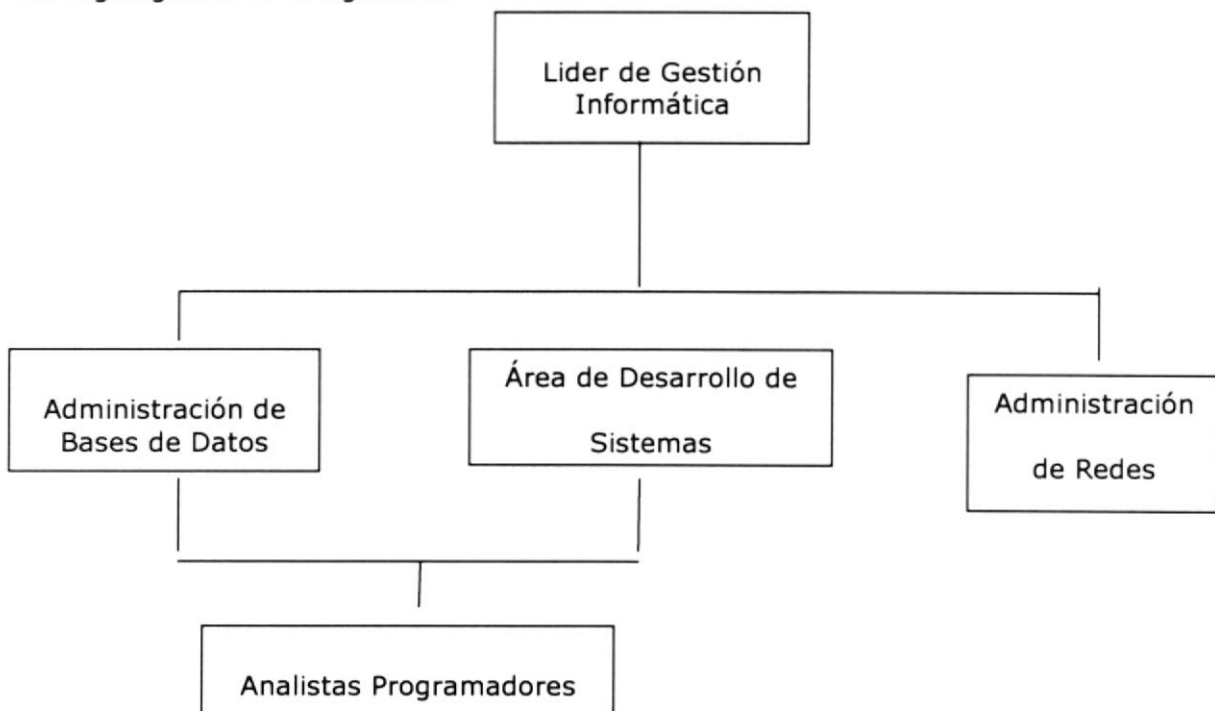 Lider de Gestión
Informática
Administración de
Bases de Datos
Área de Desarrollo de
Sistemas
Administración
de Redes
Analistas Programadores